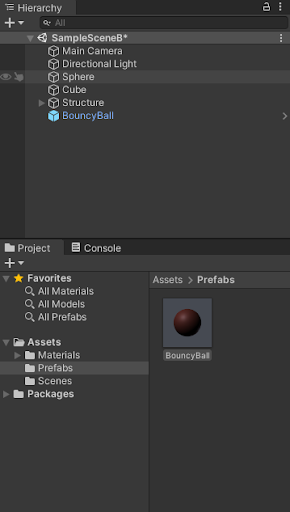 Hierarchy
All
SampleSceneB*
Main Camera
Directional Light
Sphere
Cube
Structure
BouncyBall
Project
Console
Favorites
All Materials
All Models
All Prefabs
Assets
Materials
Prefabs
Scenes
Packages
Assets > Prefabs
BouncyBall